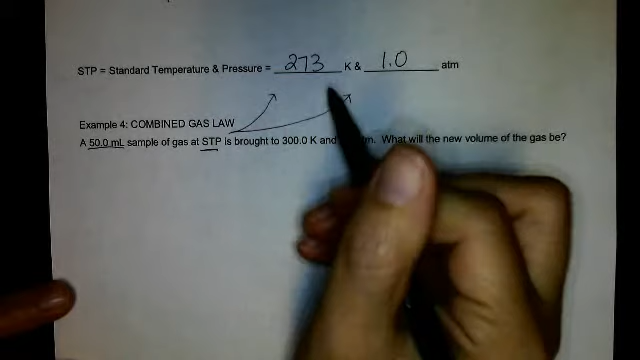 STP = Standard Temperature & Pressure = 273 K & 1.0 atm
Example 4: COMBINED GAS LAW
A 50.0 mL sample of gas at STP is brought to 300.0 K and What will the new volume of the gas be?